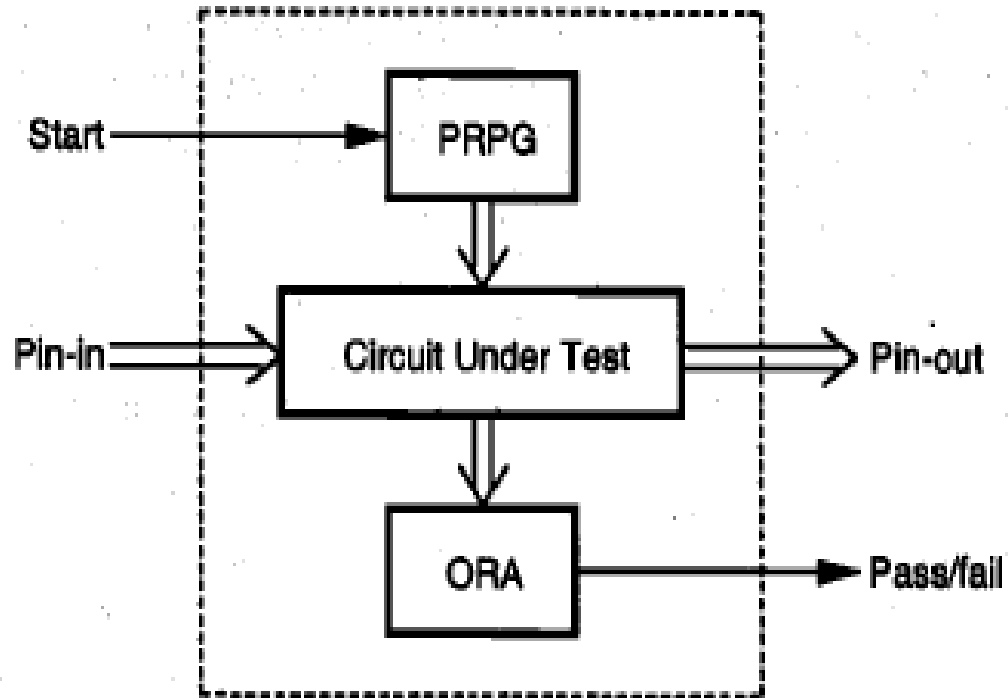 Start
PRPG
Pin-in
Circuit Under Test
Pin-out
ORA
Pass/fail